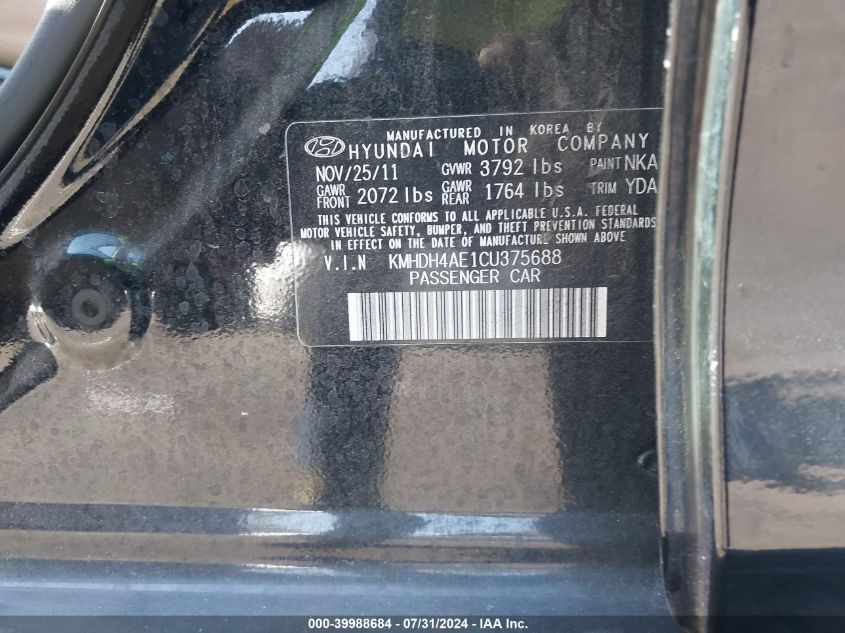 MANUFACTURED IN KOREA BY
HYUNDAI MOTOR COMPANY
NOV/25/11 GVWR 3792 lbs PAINT NKA
GAWR FRONT 2072 lbs GAWR REAR 1764 lbs TRIM YDA
THIS VEHICLE CONFORMS TO ALL APPLICABLE U.S.A. FEDERAL
MOTOR VEHICLE SAFETY, BUMPER, AND THEFT PREVENTION STANDARDS
IN EFFECT ON THE DATE OF MANUFACTURE SHOWN ABOVE
V.I.N KMHDH4AE1CU375688
PASSENGER CAR
000-39988684 - 07/31/2024 - IAA Inc.